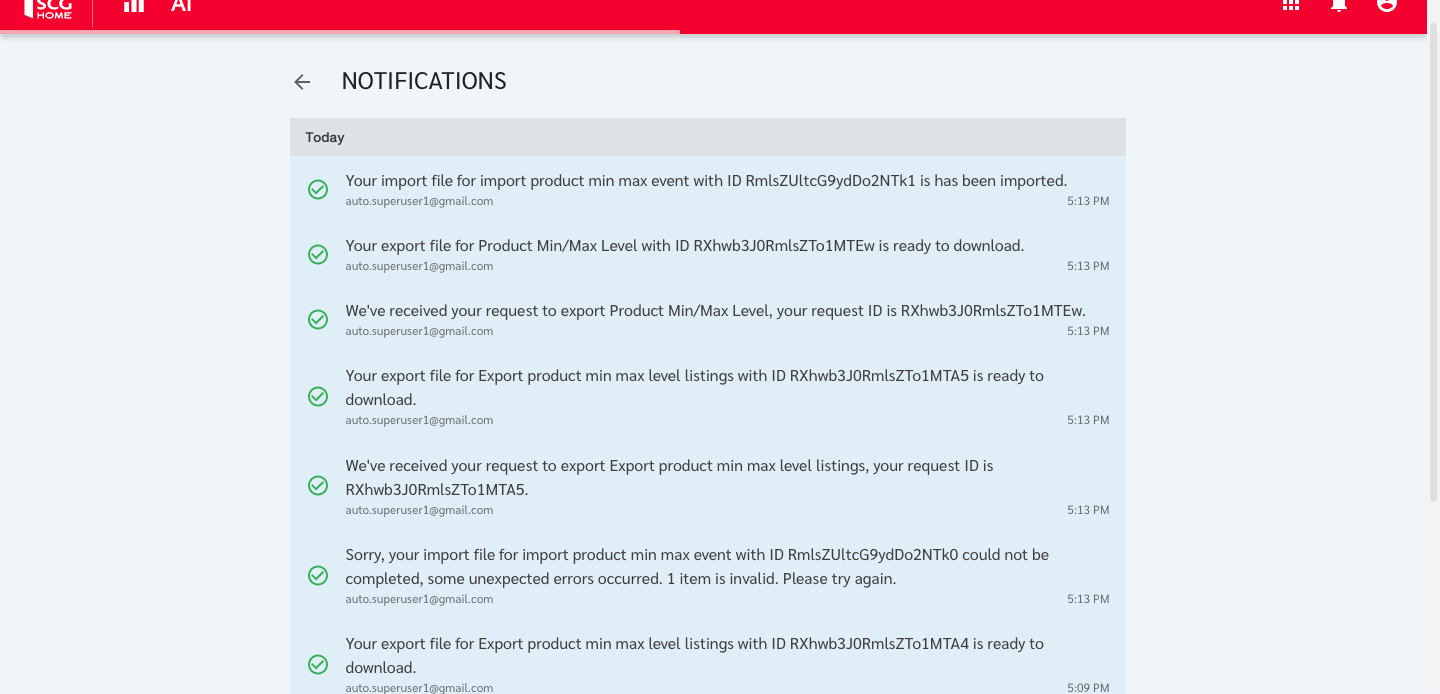 SCG
HOME
AI
NOTIFICATIONS
Today
Your import file for import product min max event with ID RmlsZUltcG9ydDo2NTk1 is has been imported.
auto.superuser1@gmail.com 5:13 PM
Your export file for Product Min/Max Level with ID RXhwb3J0RmlsZTo1MTEw is ready to download.
auto.superuser1@gmail.com 5:13 PM
We've received your request to export Product Min/Max Level, your request ID is RXhwb3J0RmlsZTo1MTEw.
auto.superuser1@gmail.com 5:13 PM
Your export file for Export product min max level listings with ID RXhwb3J0RmlsZTo1MTA5 is ready to
download.
auto.superuser1@gmail.com 5:13 PM
We've received your request to export Export product min max level listings, your request ID is
RXhwb3J0RmlsZTo1MTA5.
auto.superuser1@gmail.com 5:13 PM
Sorry, your import file for import product min max event with ID RmlsZUltcG9ydDo2NTk0 could not be
completed, some unexpected errors occurred. 1 item is invalid. Please try again.
auto.superuser1@gmail.com 5:13 PM
Your export file for Export product min max level listings with ID RXhwb3J0RmlsZTo1MTA4 is ready to
download.
auto.superuser1@gmail.com 5:09 PM